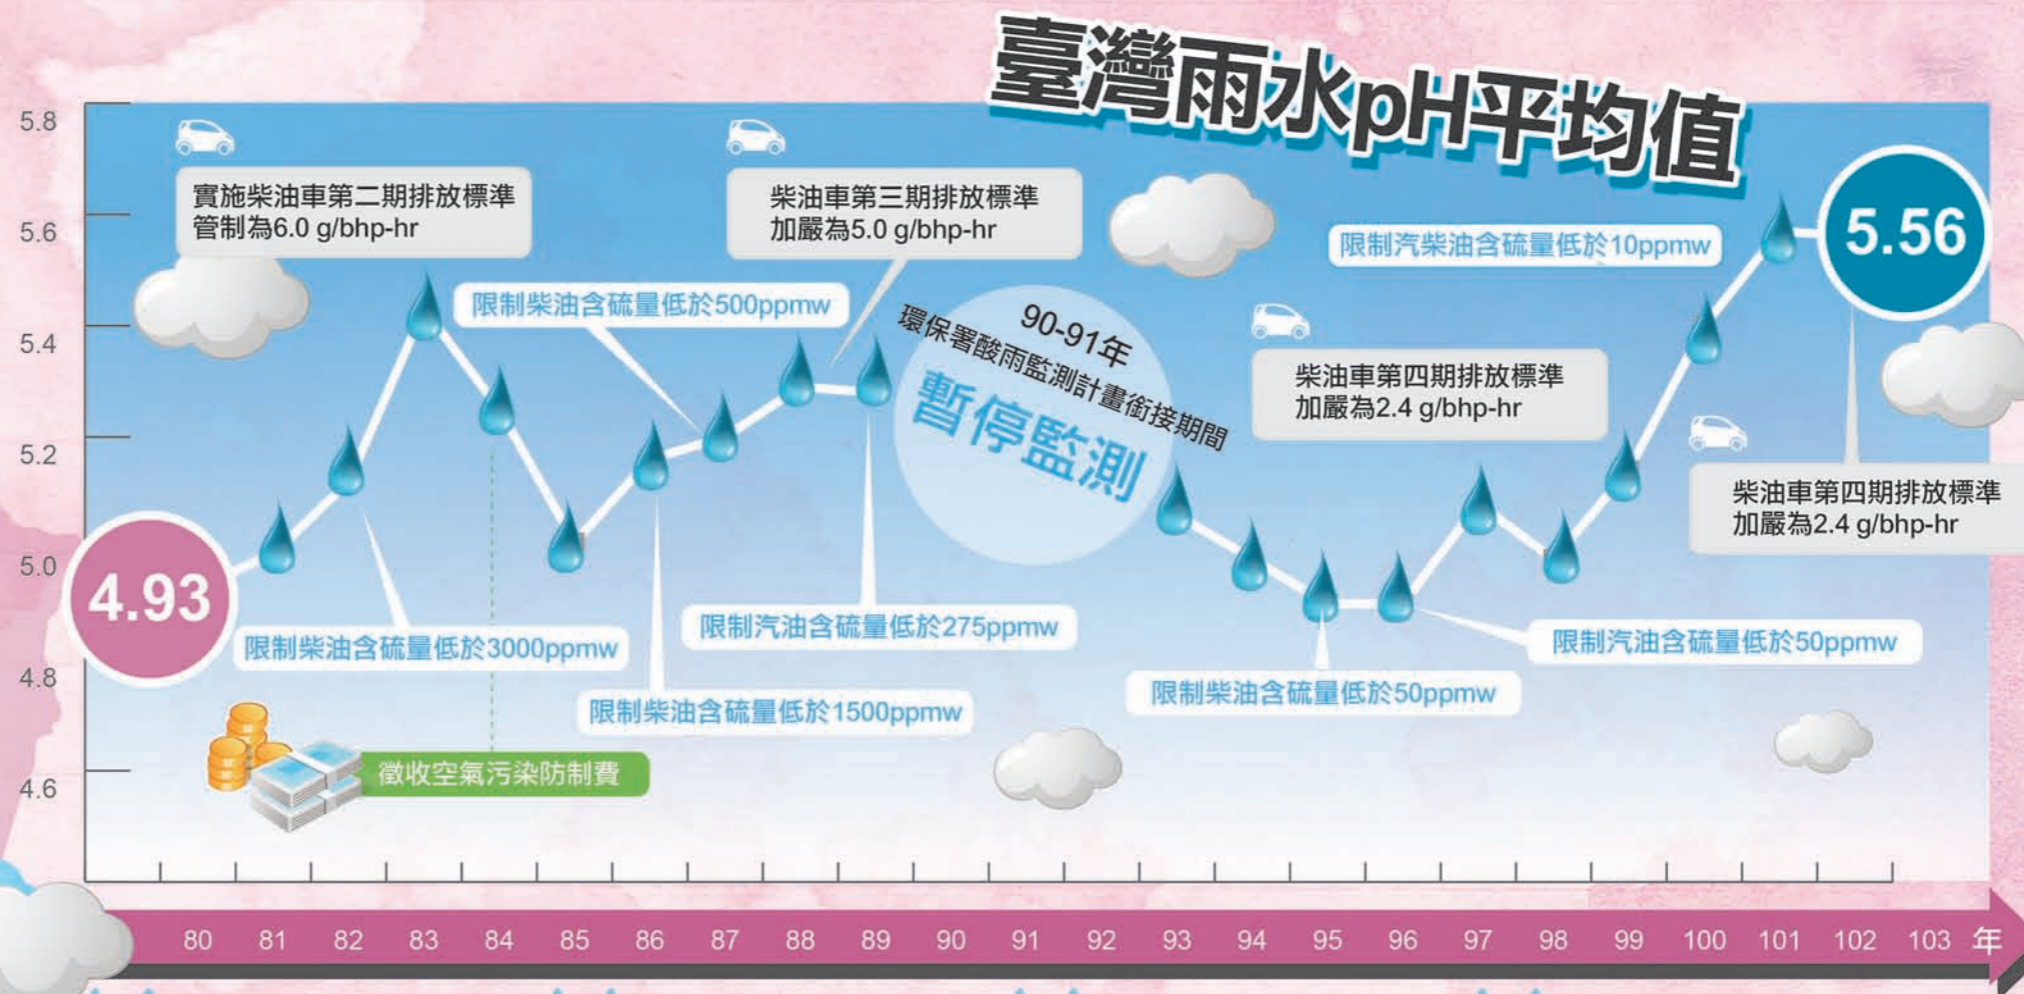 臺灣雨水pH平均值
5.8
5.6
5.4
5.2
5.0
4.8
4.6
實施柴油車第二期排放標準
管制為6.0 g/bhp-hr
柴油車第三期排放標準
加嚴為5.0 g/bhp-hr
限制柴油含硫量低於500ppmw
90-91年
環保署酸雨監測計畫銜接期間
暫停監測
限制汽柴油含硫量低於10ppmw
5.56
柴油車第四期排放標準
加嚴為2.4 g/bhp-hr
柴油車第四期排放標準
加嚴為2.4 g/bhp-hr
4.93
限制柴油含硫量低於3000ppmw
限制汽油含硫量低於275ppmw
限制汽油含硫量低於50ppmw
限制柴油含硫量低於1500ppmw
限制柴油含硫量低於50ppmw
徵收空氣污染防制費
80 81 82 83 84 85 86 87 88 89 90 91 92 93 94 95 96 97 98 99 100 101 102 103 年